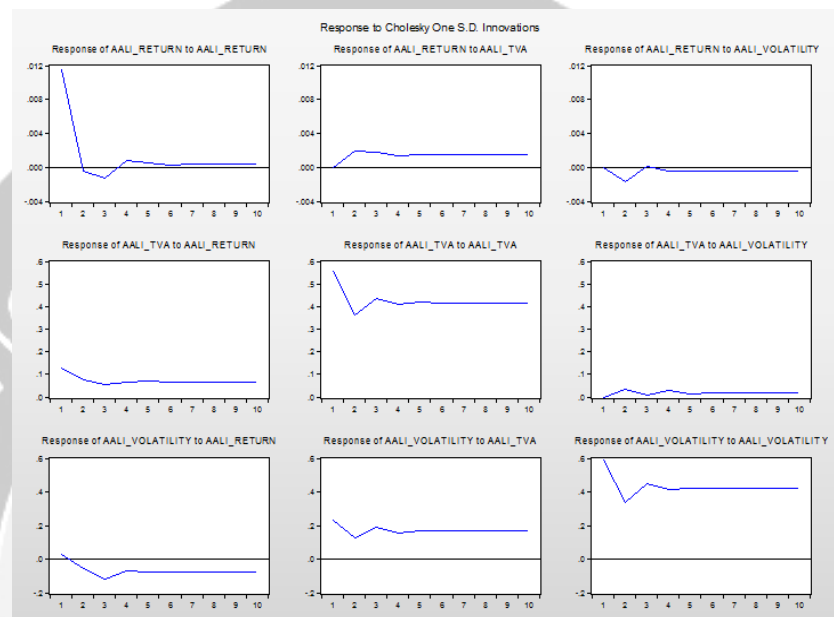 Response to Cholesky One S.D. Innovations
Response of AALI_RETURN to AALI_RETURN
Response of AALI_RETURN to AALI_TVA
Response of AALI_RETURN to AALI_VOLATILITY
.012 .012 .012
.008 .008 .008
.004 .004 .004
.000 .000 .000
-.004 -.004 -.004
1 2 3 4 5 6 7 8 9 10 1 2 3 4 5 6 7 8 9 10 1 2 3 4 5 6 7 8 9 10
Response of AALI_TVA to AALI_RETURN
Response of AALI_TVA to AALI_TVA
Response of AALI_TVA to AALI_VOLATILITY
.6 .6 .6
.5 .5 .5
.4 .4 .4
.3 .3 .3
.2 .2 .2
.1 .1 .1
.0 .0 .0
1 2 3 4 5 6 7 8 9 10 1 2 3 4 5 6 7 8 9 10 1 2 3 4 5 6 7 8 9 10
Response of AALI_VOLATILITY to AALI_RETURN
Response of AALI_VOLATILITY to AALI_TVA
Response of AALI_VOLATILITY to AALI_VOLATILITY
.6 .6 .6
.4 .4 .4
.2 .2 .2
.0 .0 .0
-.2 -.2 -.2
1 2 3 4 5 6 7 8 9 10 1 2 3 4 5 6 7 8 9 10 1 2 3 4 5 6 7 8 9 10